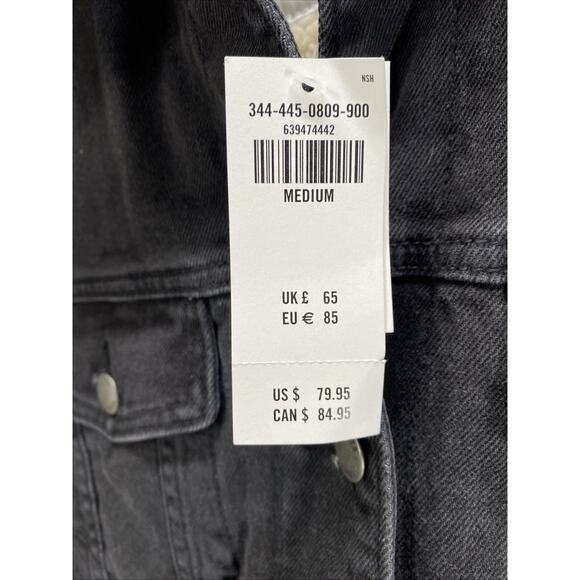 NSH
344-445-0809-900
639474442
MEDIUM
UK £ 65
EU € 85
US $ 79.95
CAN $ 84.95